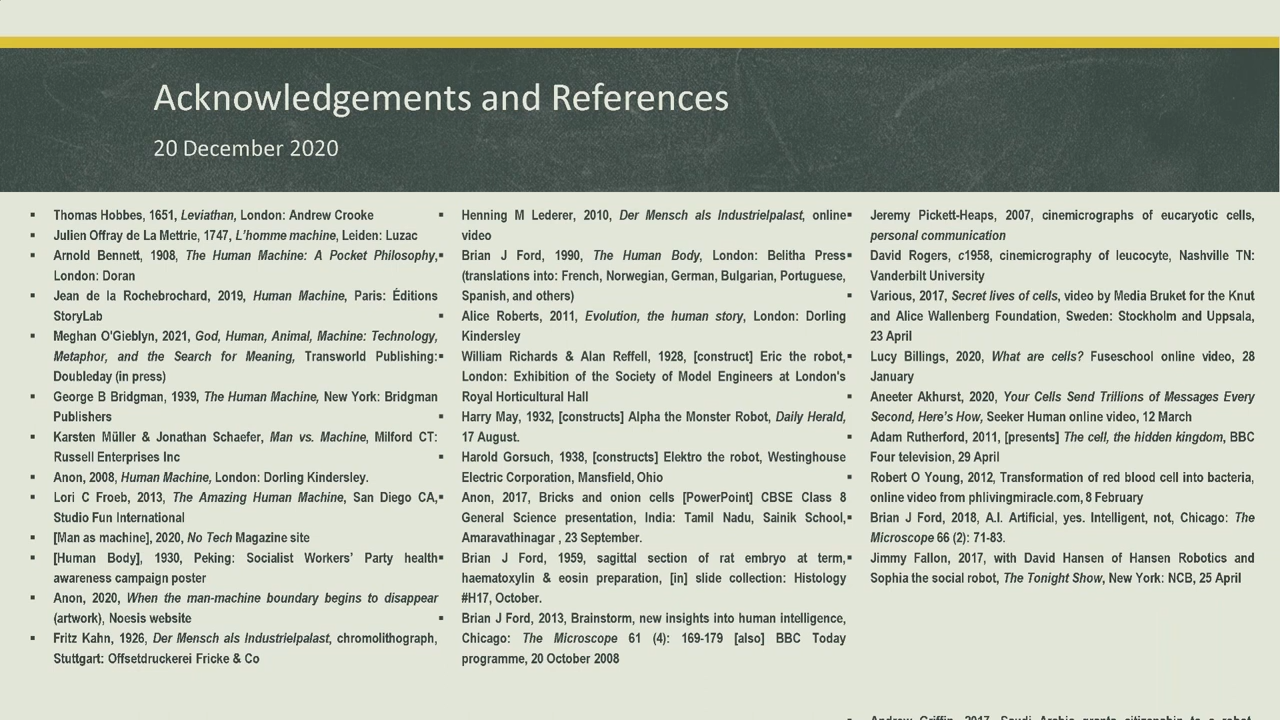 Acknowledgements and References
20 December 2020
▪ Thomas Hobbes, 1651, Leviathan, London: Andrew Crooke
▪ Julien Offray de La Mettrie, 1747, L'homme machine, Leiden: Luzac
▪ Arnold Bennett, 1908, The Human Machine: A Pocket Philosophy,
London: Doran
▪ Jean de la Rochebrochard, 2019, Human Machine, Paris: Éditions
StoryLab
▪ Meghan O'Gieblyn, 2021, God, Human, Animal, Machine: Technology,
Metaphor, and the Search for Meaning, Transworld Publishing:
Doubleday (in press)
▪ George B Bridgman, 1939, The Human Machine, New York: Bridgman
Publishers
▪ Karsten Müller & Jonathan Schaefer, Man vs. Machine, Milford CT:
Russell Enterprises Inc
▪ Anon, 2008, Human Machine, London: Dorling Kindersley.
▪ Lori C Froeb, 2013, The Amazing Human Machine, San Diego CA,
Studio Fun International
▪ [Man as machine], 2020, No Tech Magazine site
▪ [Human Body], 1930, Peking: Socialist Workers' Party health
awareness campaign poster
▪ Anon, 2020, When the man-machine boundary begins to disappear
(artwork), Noesis website
▪ Fritz Kahn, 1926, Der Mensch als Industrielpalast, chromolithograph,
Stuttgart: Offsetdruckerei Fricke & Co
▪ Henning M Lederer, 2010, Der Mensch als Industrielpalast, online
video
▪ Brian J Ford, 1990, The Human Body, London: Belitha Press
(translations into: French, Norwegian, German, Bulgarian, Portuguese,
Spanish, and others)
▪ Alice Roberts, 2011, Evolution, the human story, London: Dorling
Kindersley
▪ William Richards & Alan Reffell, 1928, [construct] Eric the robot,
London: Exhibition of the Society of Model Engineers at London's
Royal Horticultural Hall
▪ Harry May, 1932, [constructs] Alpha the Monster Robot, Daily Herald,
17 August.
▪ Harold Gorsuch, 1938, [constructs] Elektro the robot, Westinghouse
Electric Corporation, Mansfield, Ohio
▪ Anon, 2017, Bricks and onion cells [PowerPoint] CBSE Class 8
General Science presentation, India: Tamil Nadu, Sainik School,
Amaravathinagar , 23 September.
▪ Brian J Ford, 1959, sagittal section of rat embryo at term,
haematoxylin & eosin preparation, [in] slide collection: Histology
#H17, October.
▪ Brian J Ford, 2013, Brainstorm, new insights into human intelligence,
Chicago: The Microscope 61 (4): 169-179 [also] BBC Today
programme, 20 October 2008
▪ Jeremy Pickett-Heaps, 2007, cinemicrographs of eucaryotic cells,
personal communication
▪ David Rogers, c1958, cinemicrography of leucocyte, Nashville TN:
Vanderbilt University
▪ Various, 2017, Secret lives of cells, video by Media Bruket for the Knut
and Alice Wallenberg Foundation, Sweden: Stockholm and Uppsala,
23 April
▪ Lucy Billings, 2020, What are cells? Fuseschool online video, 28
January
▪ Aneeter Akhurst, 2020, Your Cells Send Trillions of Messages Every
Second, Here's How, Seeker Human online video, 12 March
▪ Adam Rutherford, 2011, [presents] The cell, the hidden kingdom, BBC
Four television, 29 April
▪ Robert O Young, 2012, Transformation of red blood cell into bacteria,
online video from phlivingmiracle.com, 8 February
▪ Brian J Ford, 2018, A.I. Artificial, yes. Intelligent, not, Chicago: The
Microscope 66 (2): 71-83.
▪ Jimmy Fallon, 2017, with David Hansen of Hansen Robotics and
Sophia the social robot, The Tonight Show, New York: NCB, 25 April
▪ Andrew Griffin, 2017, Saudi Arabia grants citizenship to a robot,